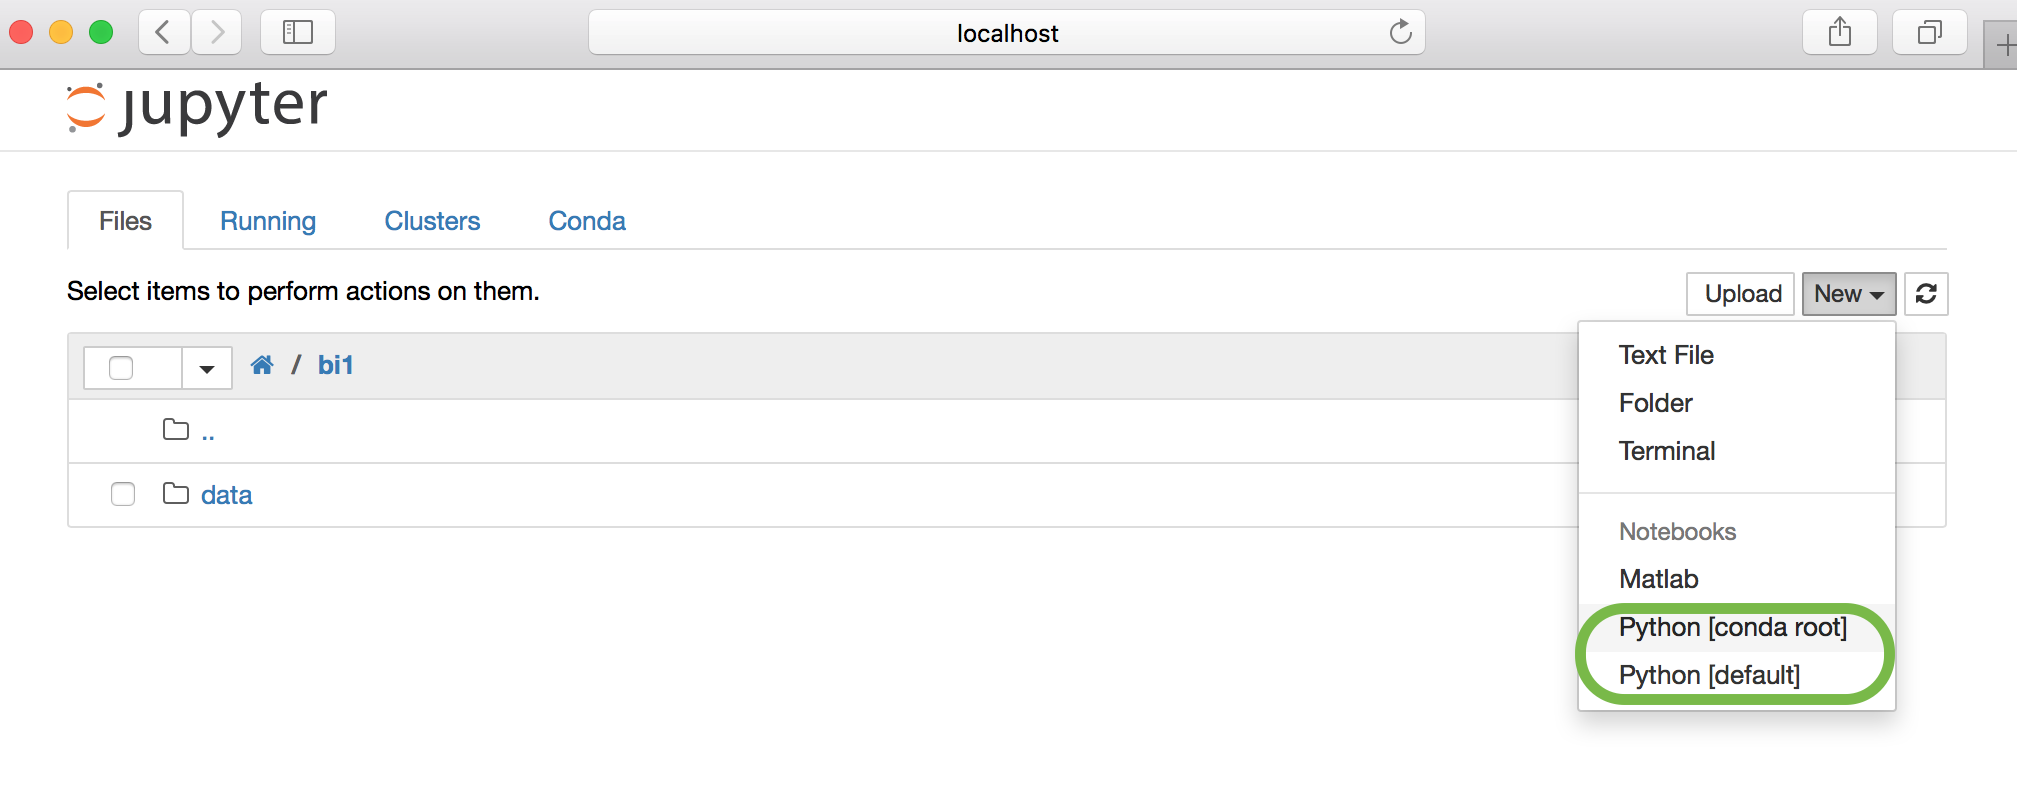 localhost
jupyter
Files Running Clusters Conda
Select items to perform actions on them.
Upload New
/ bi1
..
data
Text File
Folder
Terminal
Notebooks
Matlab
Python [conda root]
Python [default]